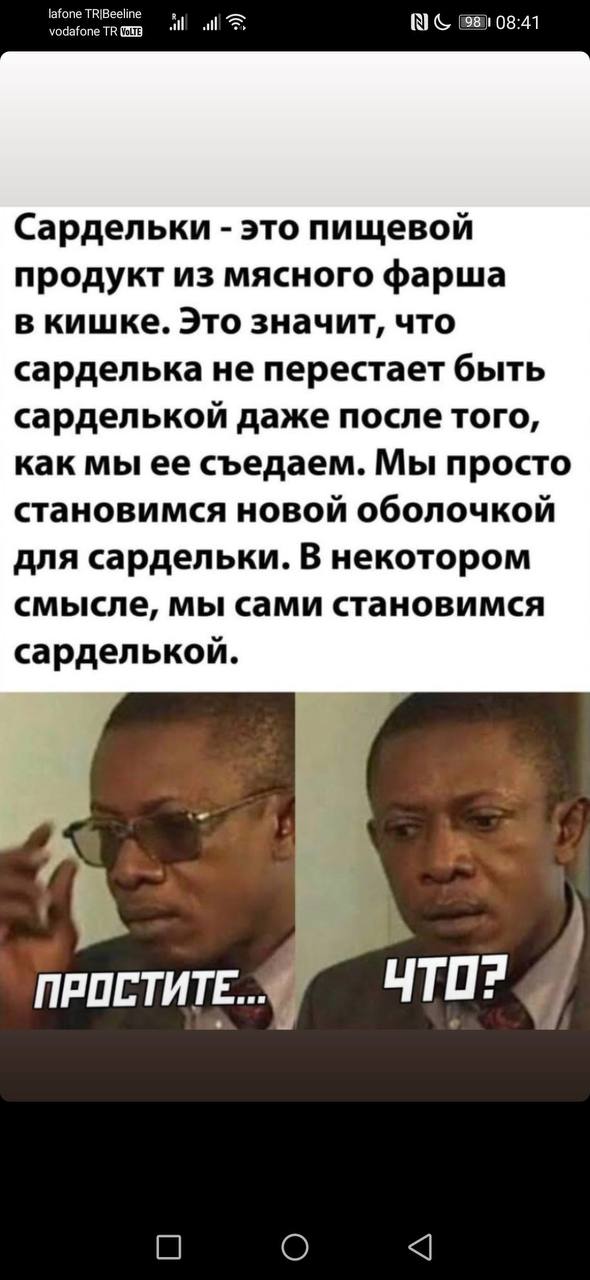 lafone TR|Beeline
vodafone TR VoLTE
R
98 08:41
Сардельки - это пищевой
продукт из мясного фарша
в кишке. Это значит, что
сарделька не перестает быть
сарделькой даже после того,
как мы ее съедаем. Мы просто
становимся новой оболочкой
для сардельки. В некотором
смысле, мы сами становимся
сарделькой.
ПРОСТИТЕ...
ЧТО?